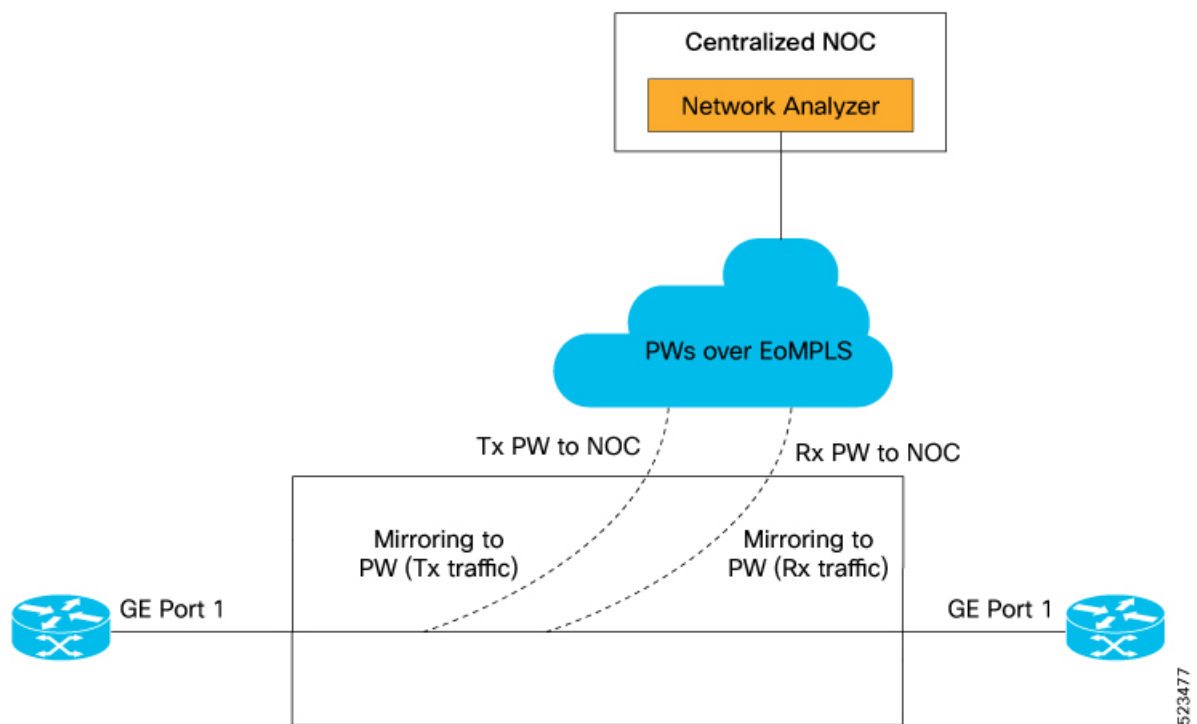 Centralized NOC
Network Analyzer
PWs over EoMPLS
Tx PW to NOC
Rx PW to NOC
Mirroring to
PW (Tx traffic)
Mirroring to
PW (Rx traffic)
GE Port 1
GE Port 1
523477